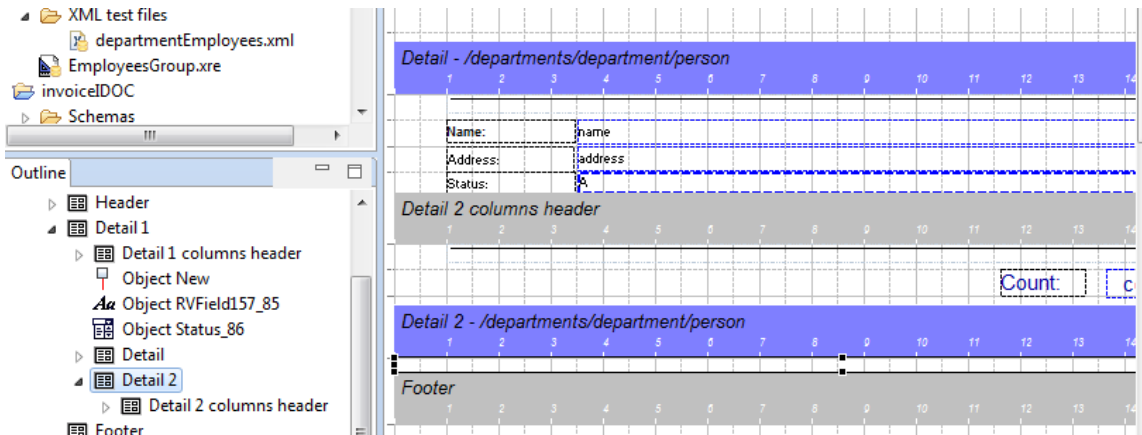 XML test files
departmentEmployees.xml
EmployeesGroup.xre
invoiceIDOC
Schemas
Outline
Header
Detail 1
Detail 1 columns header
Object New
Aa Object RVField157_85
Object Status_86
Detail
Detail 2
Detail 2 columns header
Footer
Detail - /departments/department/person
1 2 3 4 5 6 7 8 9 10 11 12 13 14
Name: name
Address: address
Status: A
Detail 2 columns header
1 2 3 4 5 6 7 8 9 10 11 12 13 14
Count: c
Detail 2 - /departments/department/person
1 2 3 4 5 6 7 8 9 10 11 12 13 14
Footer
1 2 3 4 5 6 7 8 9 10 11 12 13 14